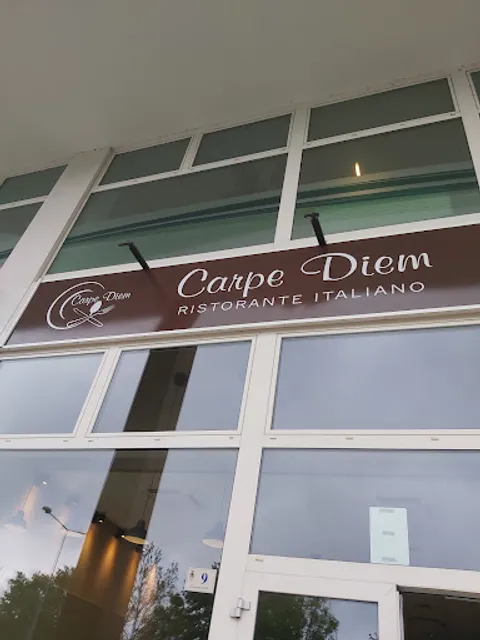 Carpe Diem
Carpe Diem
RISTORANTE ITALIANO
9